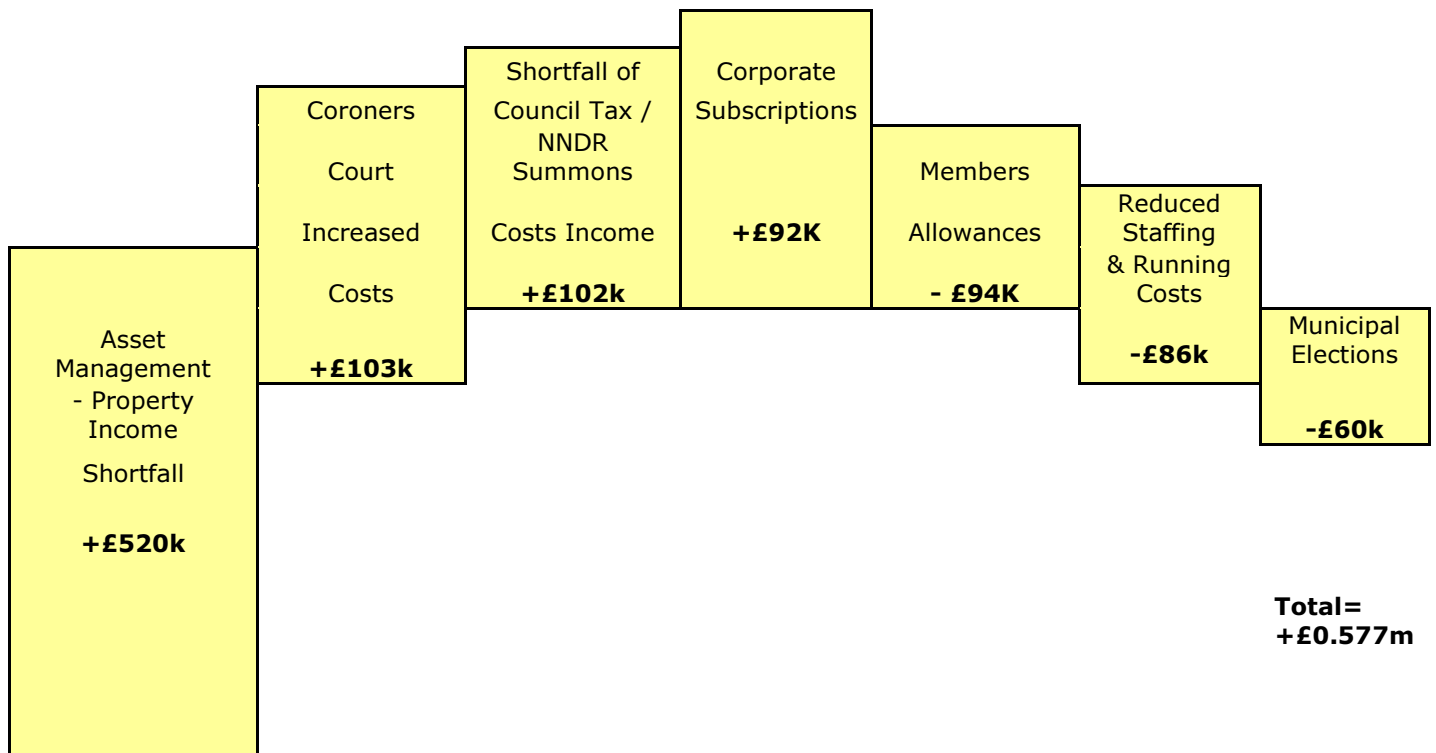 Asset
Management
- Property
Income
Shortfall
+£520k
Coroners
Court
Increased
Costs
+£103k
Shortfall of
Council Tax /
NNDR
Summons
Costs Income
+£102k
Corporate
Subscriptions
+£92K
Members
Allowances
- £94K
Reduced
Staffing
& Running
Costs
-£86k
Municipal
Elections
-£60k
Total=
+£0.577m